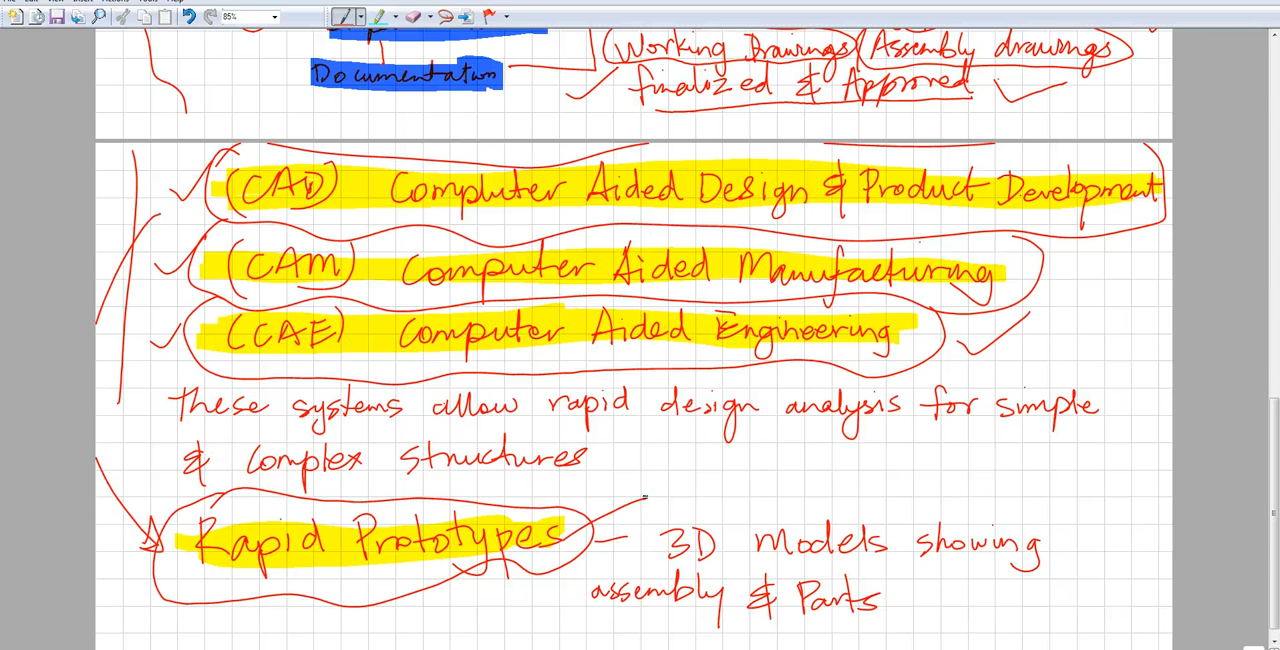 85%
Working Drawings Assembly drawings
Documentation
finalized & Approved
(CAD) Computer Aided Design & Product Development
(CAM) Computer Aided Manufacturing
(CAE) Computer Aided Engineering
These systems allow rapid design analysis for simple
& complex structures
Rapid Prototypes — 3D Models showing
assembly & Parts